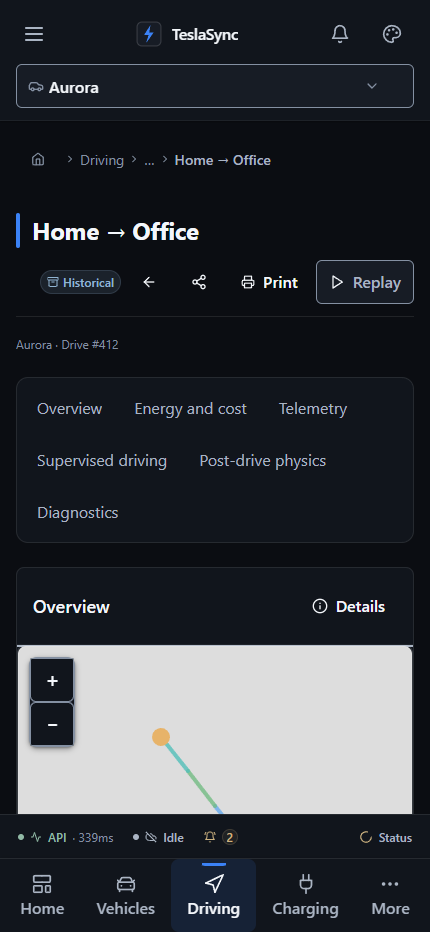 TeslaSync
Aurora
Driving ... Home → Office
Home → Office
Historical Print Replay
Aurora · Drive #412
Overview Energy and cost Telemetry
Supervised driving Post-drive physics
Diagnostics
Overview Details
+
−
API · 339ms Idle 2 Status
Home Vehicles Driving Charging More